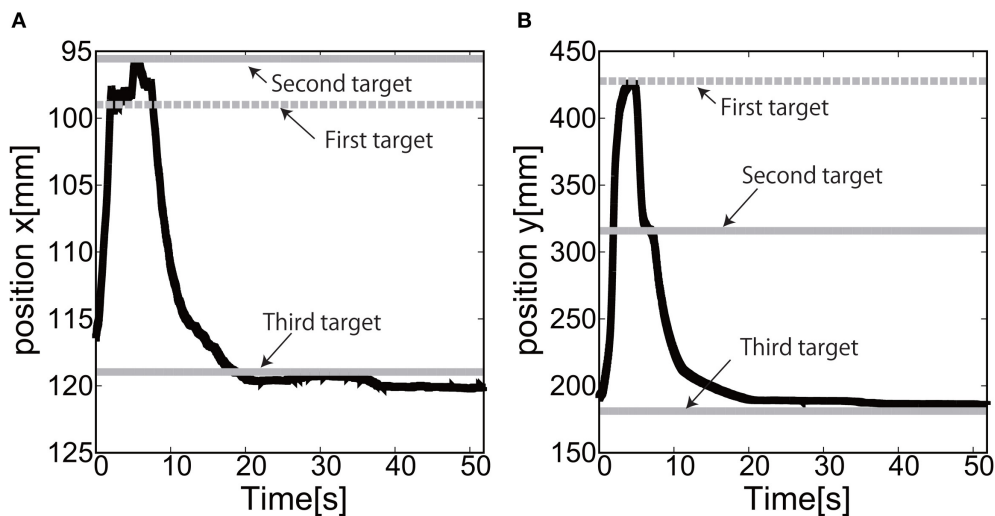 A
95
100
105
110
115
120
125
position x[mm]
Second target
First target
Third target
0 10 20 30 40 50
Time[s]
B
450
400
350
300
250
200
150
position y[mm]
First target
Second target
Third target
0 10 20 30 40 50
Time[s]